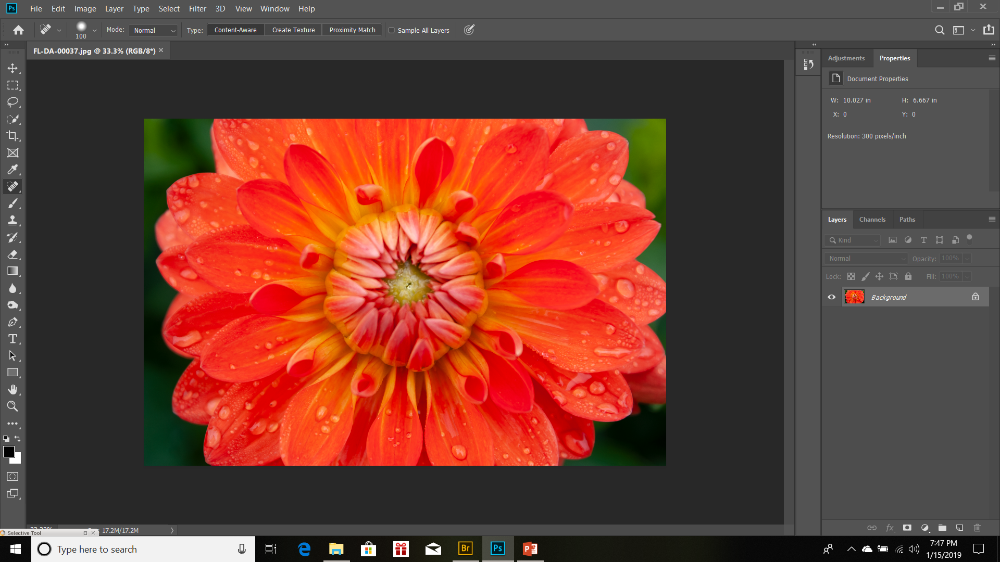 Ps File Edit Image Layer Type Select Filter 3D View Window Help
100 Mode: Normal Type: Content-Aware Create Texture Proximity Match Sample All Layers
FL-DA-00037.jpg @ 33.3% (RGB/8*)
Adjustments Properties
Document Properties
W: 10.027 in H: 6.667 in
X: 0 Y: 0
Resolution: 300 pixels/inch
Layers Channels Paths
Kind
Normal Opacity: 100%
Lock: Fill: 100%
Background
fx
17.2M/17.2M
Selective Tool
Type here to search
Br Ps
7:47 PM
1/15/2019